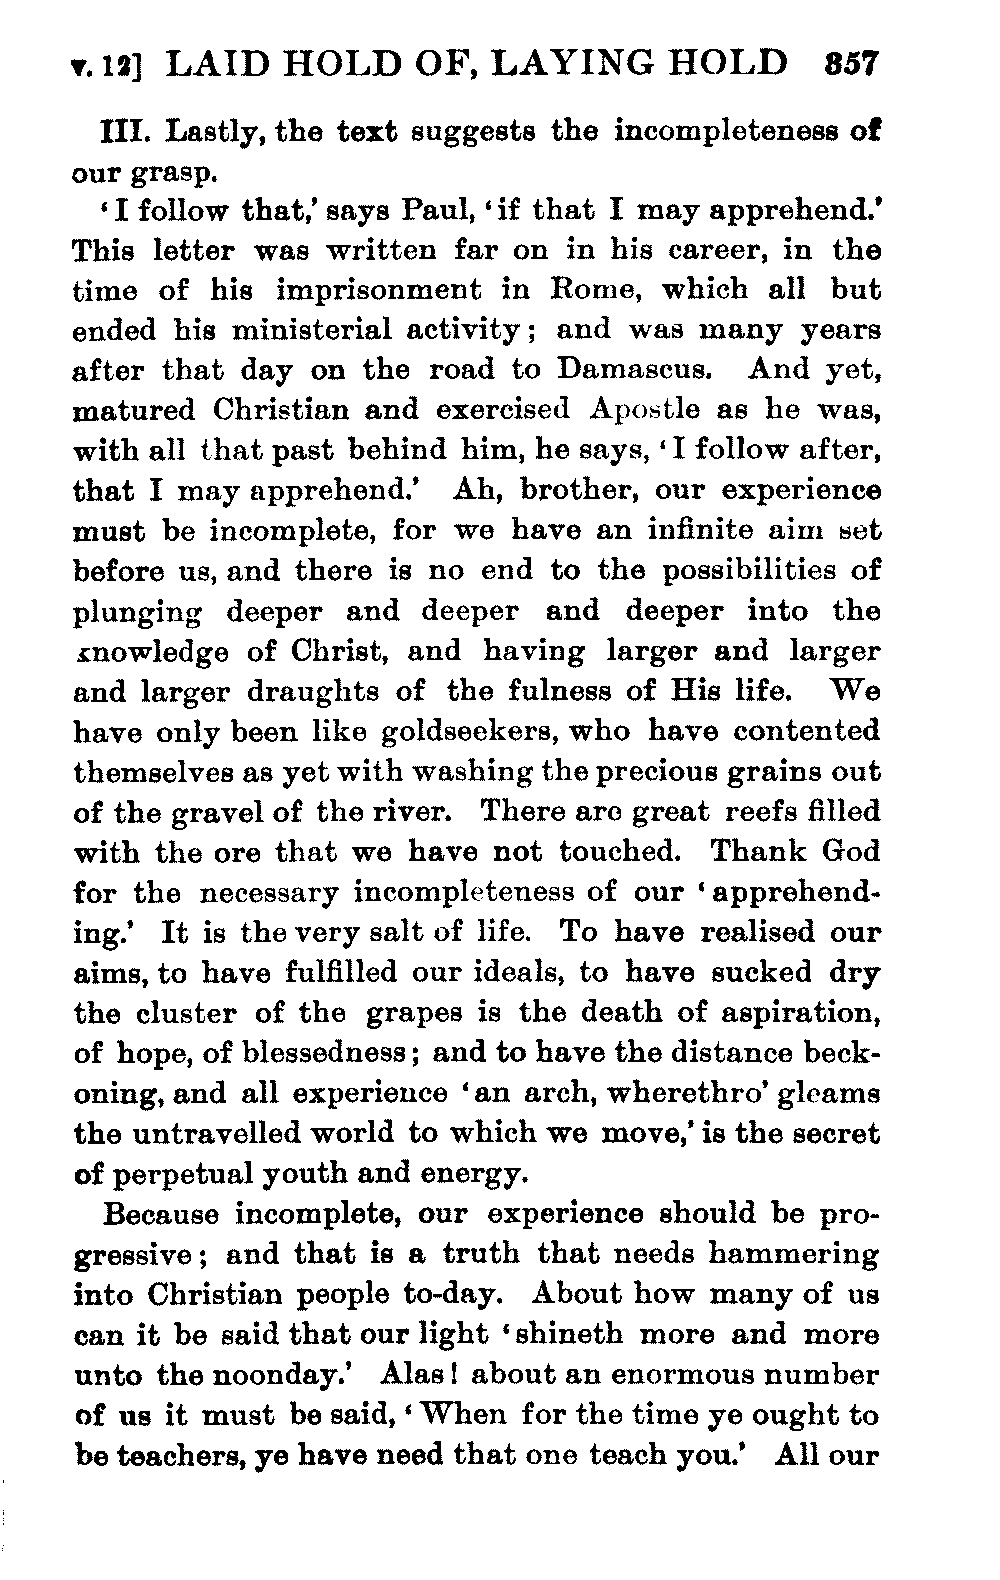 v. 12] LAID HOLD OF, LAYING HOLD 357
III. Lastly, the text suggests the incompleteness of
our grasp.
‘I follow that,’ says Paul, ‘if that I may apprehend.’
This letter was written far on in his career, in the
time of his imprisonment in Rome, which all but
ended his ministerial activity; and was many years
after that day on the road to Damascus. And yet,
matured Christian and exercised Apostle as he was,
with all that past behind him, he says, ‘I follow after,
that I may apprehend.’ Ah, brother, our experience
must be incomplete, for we have an infinite aim set
before us, and there is no end to the possibilities of
plunging deeper and deeper and deeper into the
knowledge of Christ, and having larger and larger
and larger draughts of the fulness of His life. We
have only been like goldseekers, who have contented
themselves as yet with washing the precious grains out
of the gravel of the river. There are great reefs filled
with the ore that we have not touched. Thank God
for the necessary incompleteness of our ‘apprehend-
ing.’ It is the very salt of life. To have realised our
aims, to have fulfilled our ideals, to have sucked dry
the cluster of the grapes is the death of aspiration,
of hope, of blessedness; and to have the distance beck-
oning, and all experience ‘an arch, wherethro’ gleams
the untravelled world to which we move,’ is the secret
of perpetual youth and energy.
Because incomplete, our experience should be pro-
gressive; and that is a truth that needs hammering
into Christian people to-day. About how many of us
can it be said that our light ‘shineth more and more
unto the noonday.’ Alas! about an enormous number
of us it must be said, ‘When for the time ye ought to
be teachers, ye have need that one teach you.’ All our